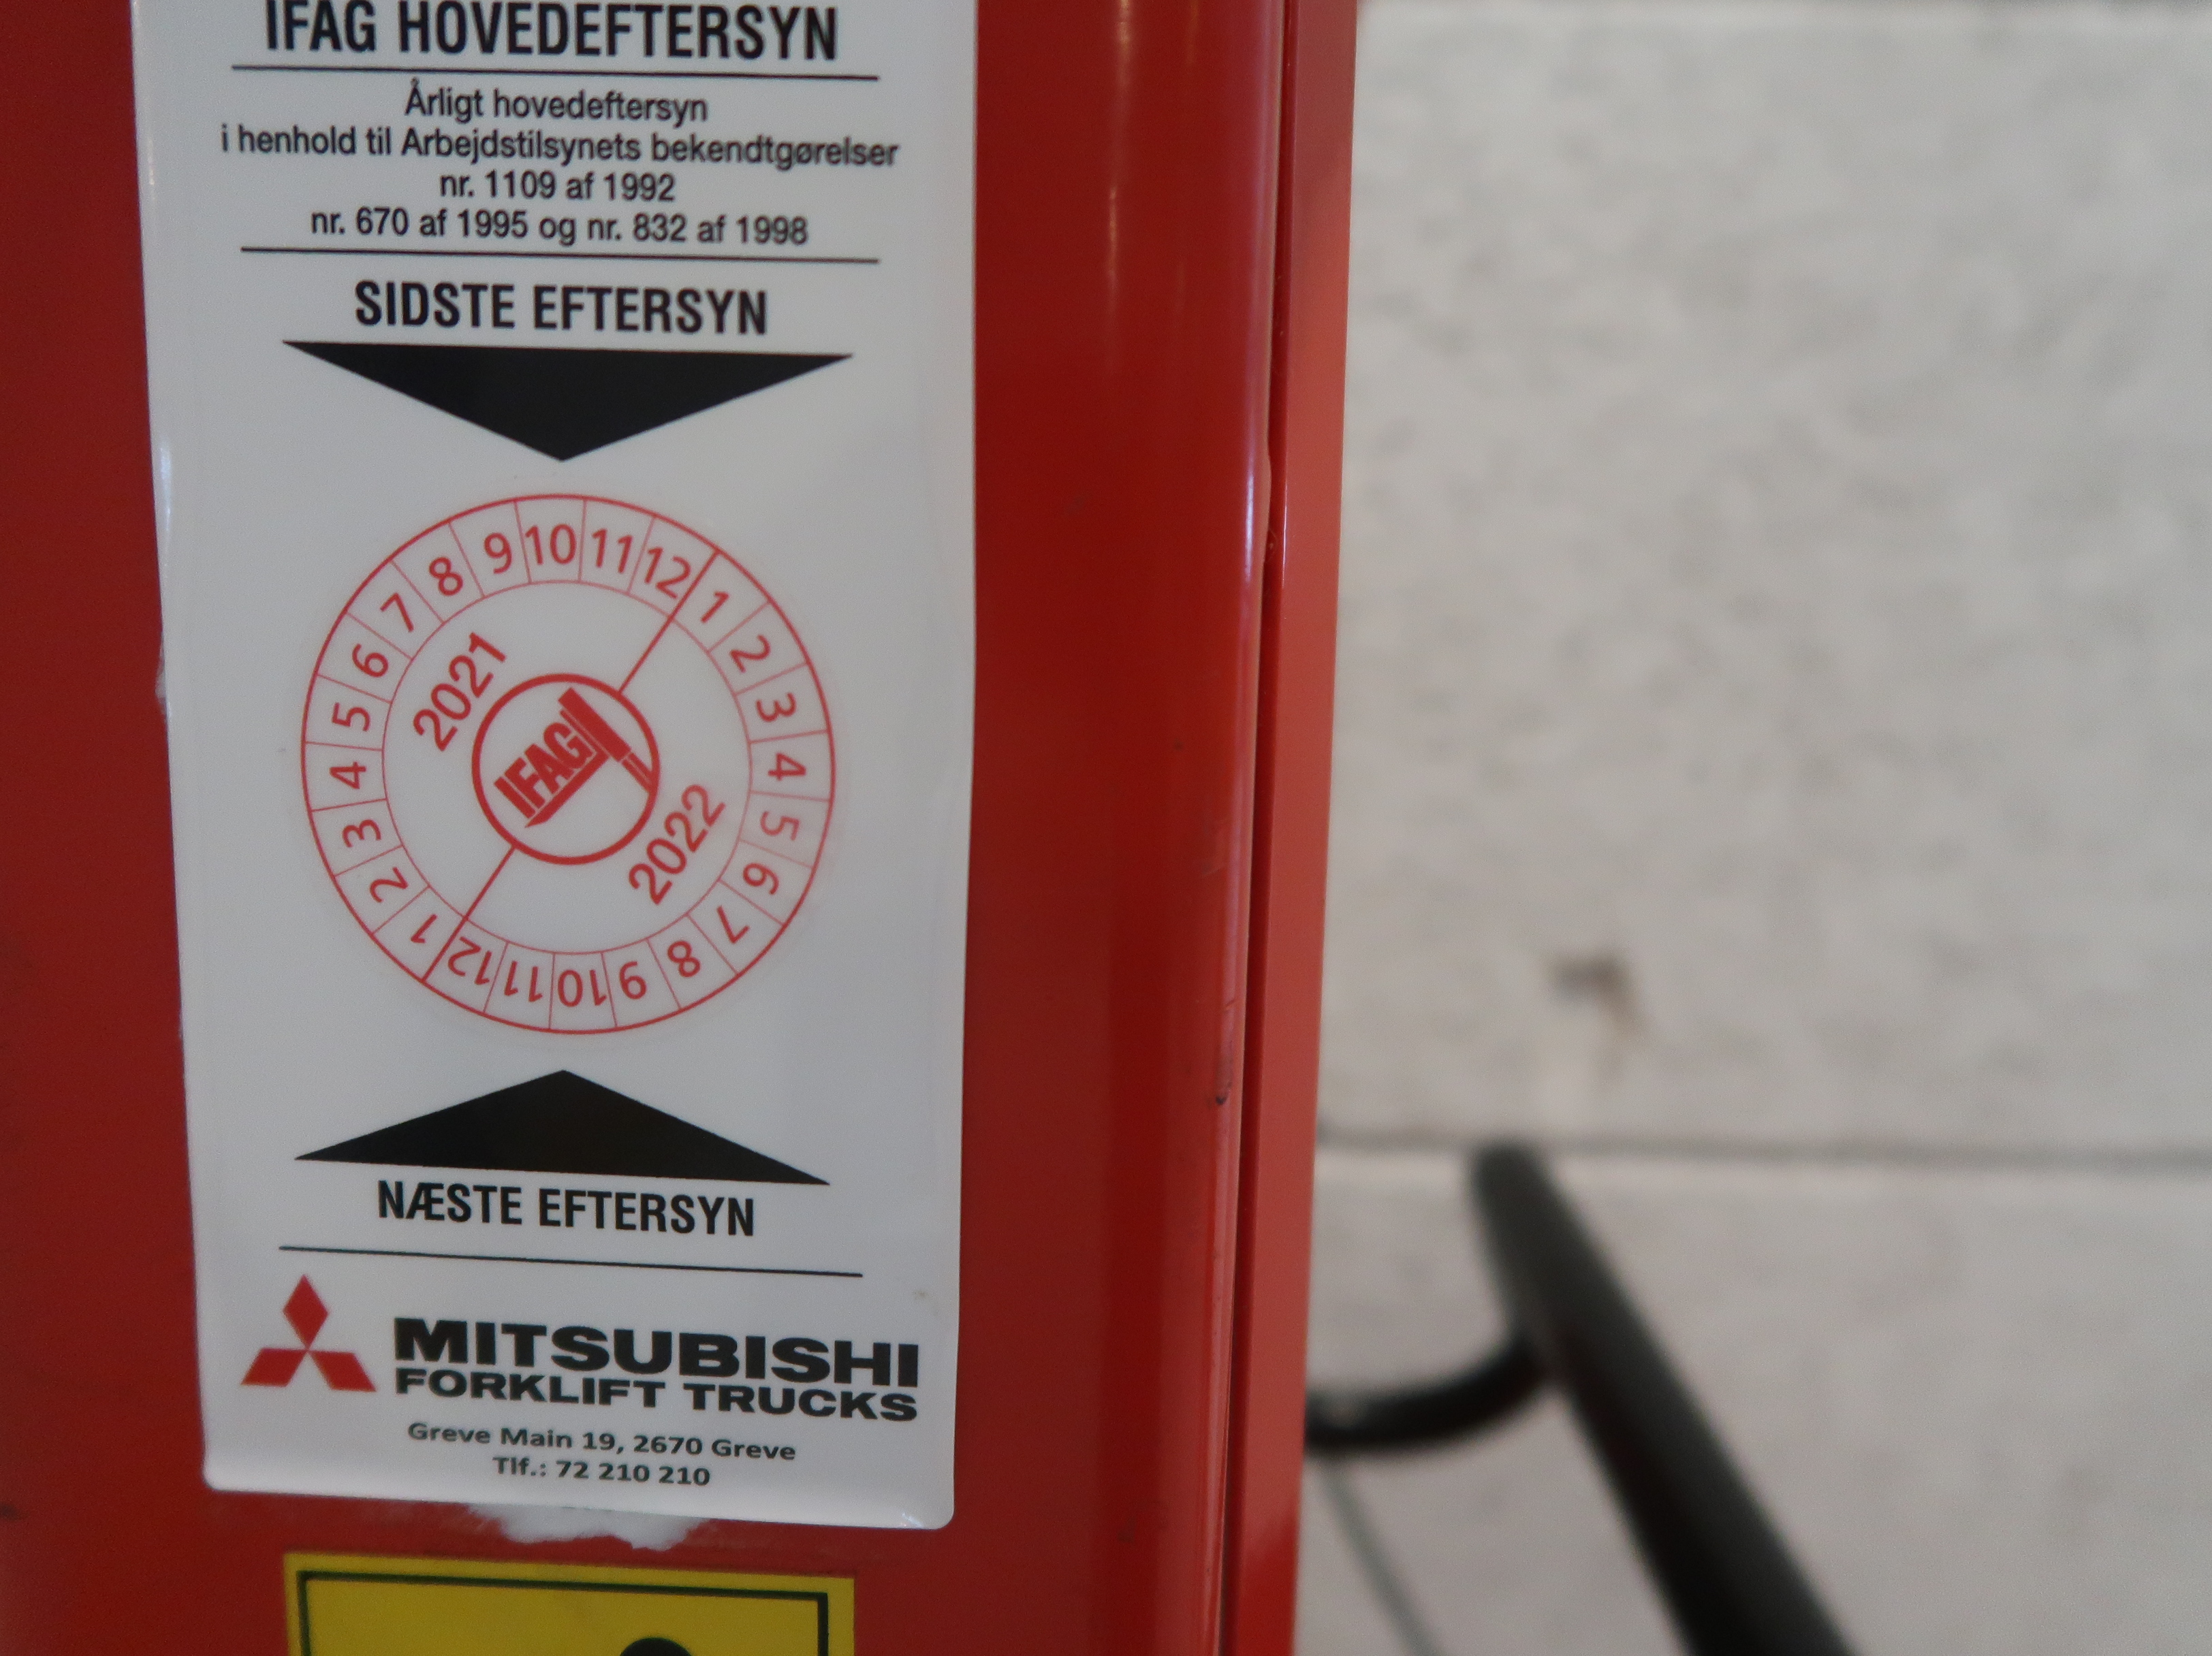 IFAG HOVEDEFTERSYN
Årligt hovedeftersyn
i henhold til Arbejdstilsynets bekendtgørelser
nr. 1109 af 1992
nr. 670 af 1995 og nr. 832 af 1998
SIDSTE EFTERSYN
1 2 3 4 5 6 7 8 9 10 11 12
2021
IFAG
2022
1 2 3 4 5 6 7 8 9 10 11 12
NÆSTE EFTERSYN
MITSUBISHI
FORKLIFT TRUCKS
Greve Main 19, 2670 Greve
Tlf.: 72 210 210